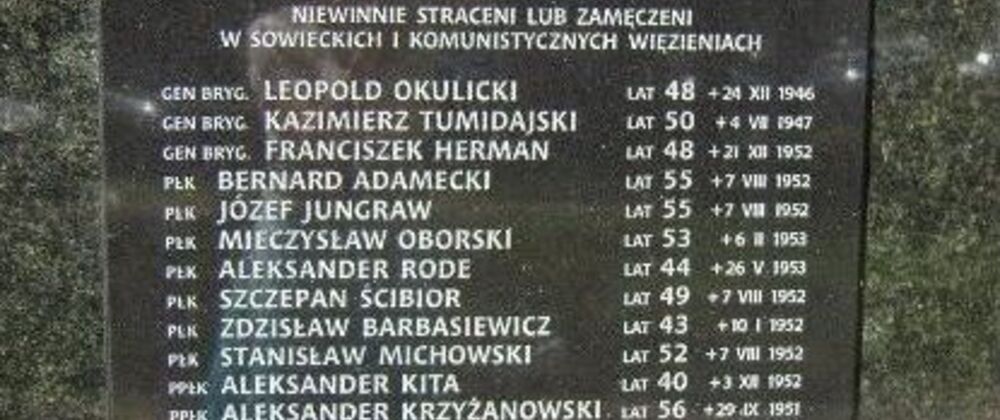 NIEWINNIE STRACENI LUB ZAMĘCZENI
W SOWIECKICH I KOMUNISTYCZNYCH WIĘZIENIACH
GEN BRYG. LEOPOLD OKULICKI LAT 48 +24 XII 1946
GEN BRYG. KAZIMIERZ TUMIDAJSKI LAT 50 +4 VII 1947
GEN BRYG. FRANCISZEK HERMAN LAT 48 +21 XII 1952
PŁK BERNARD ADAMECKI LAT 55 +7 VIII 1952
PŁK JÓZEF JUNGRAW LAT 55 +7 VIII 1952
PŁK MIECZYSŁAW OBORSKI LAT 53 +6 II 1953
PŁK ALEKSANDER RODE LAT 44 +26 V 1953
PŁK SZCZEPAN ŚCIBIOR LAT 49 +7 VIII 1952
PŁK ZDZISŁAW BARBASIEWICZ LAT 43 +10 I 1952
PŁK STANISŁAW MICHOWSKI LAT 52 +7 VIII 1952
PPŁK ALEKSANDER KITA LAT 40 +3 XII 1952
PPŁK ALEKSANDER KRZYŻANOWSKI LAT 56 +29 IX 1951